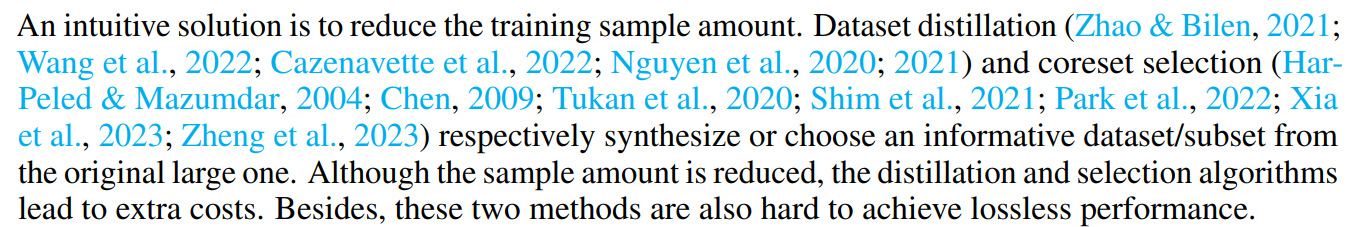 An intuitive solution is to reduce the training sample amount. Dataset distillation (Zhao & Bilen, 2021;
Wang et al., 2022; Cazenavette et al., 2022; Nguyen et al., 2020; 2021) and coreset selection (Har-
Peled & Mazumdar, 2004; Chen, 2009; Tukan et al., 2020; Shim et al., 2021; Park et al., 2022; Xia
et al., 2023; Zheng et al., 2023) respectively synthesize or choose an informative dataset/subset from
the original large one. Although the sample amount is reduced, the distillation and selection algorithms
lead to extra costs. Besides, these two methods are also hard to achieve lossless performance.